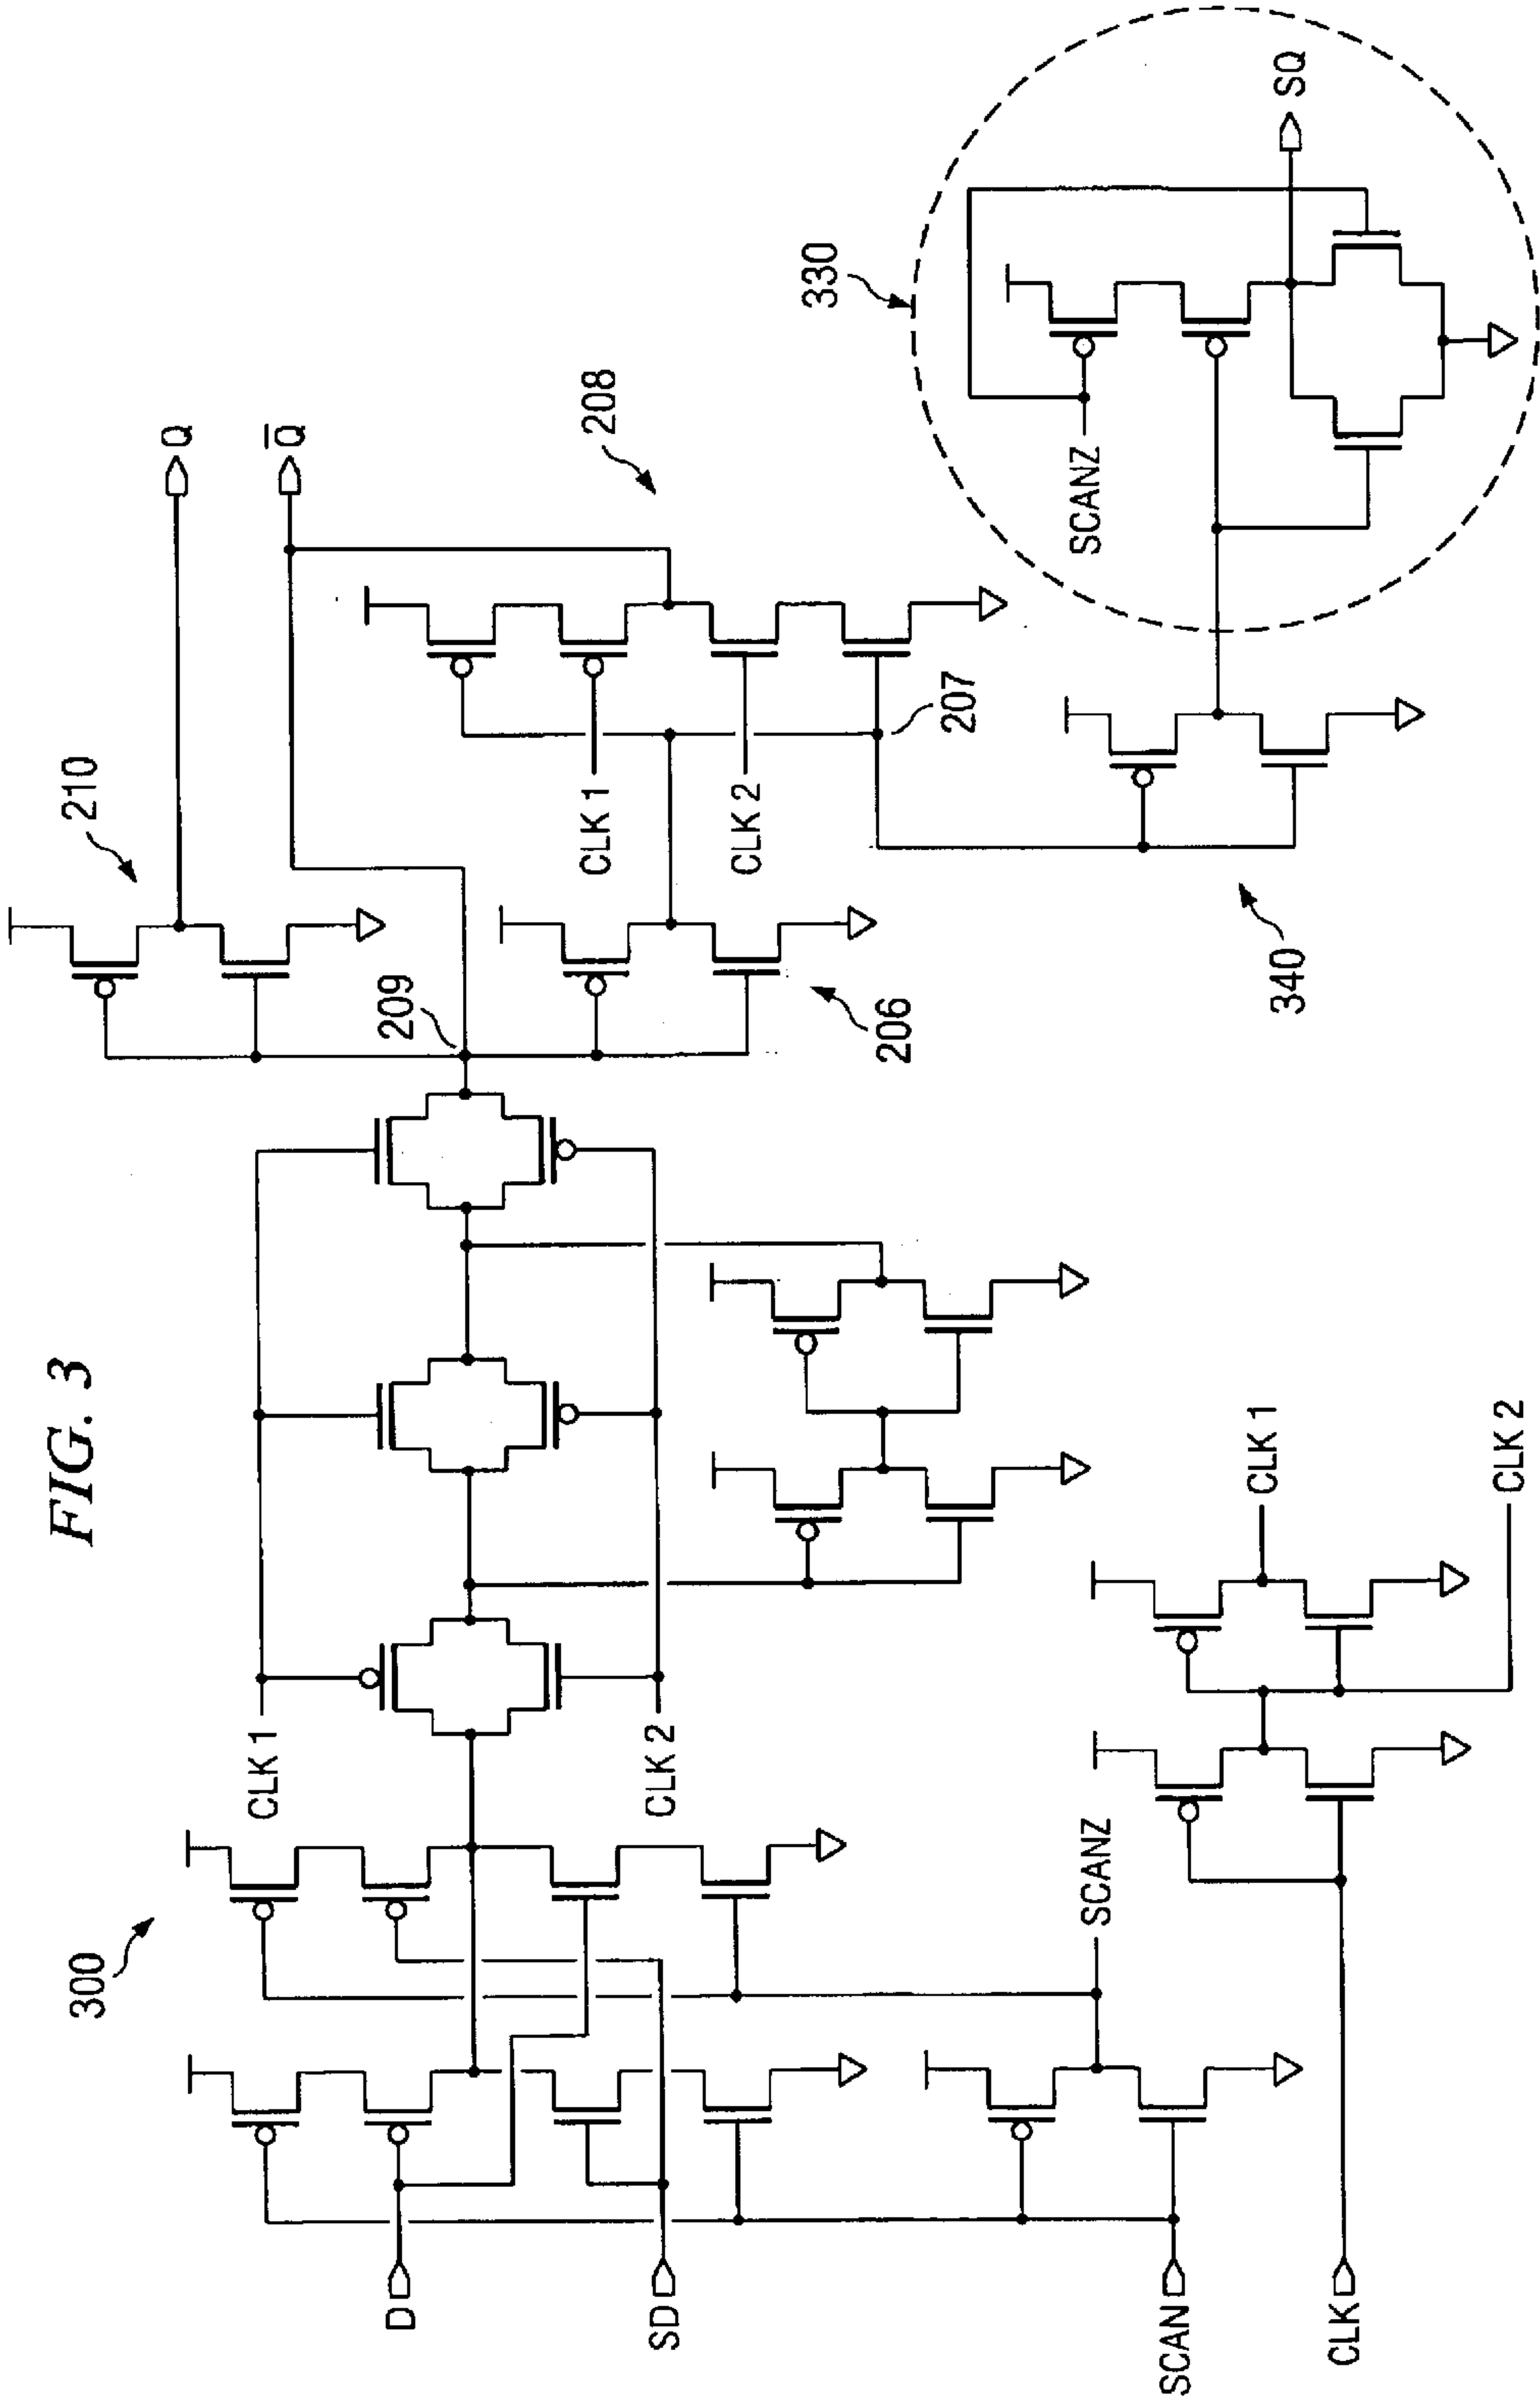 FIG. 3
300
D
SD
SCAN
CLK
SCANZ
CLK 1
CLK 2
CLK 1
CLK 2
209
210
206
207
208
CLK 1
CLK 2
Q
Q̅
340
330
SCANZ
SQ